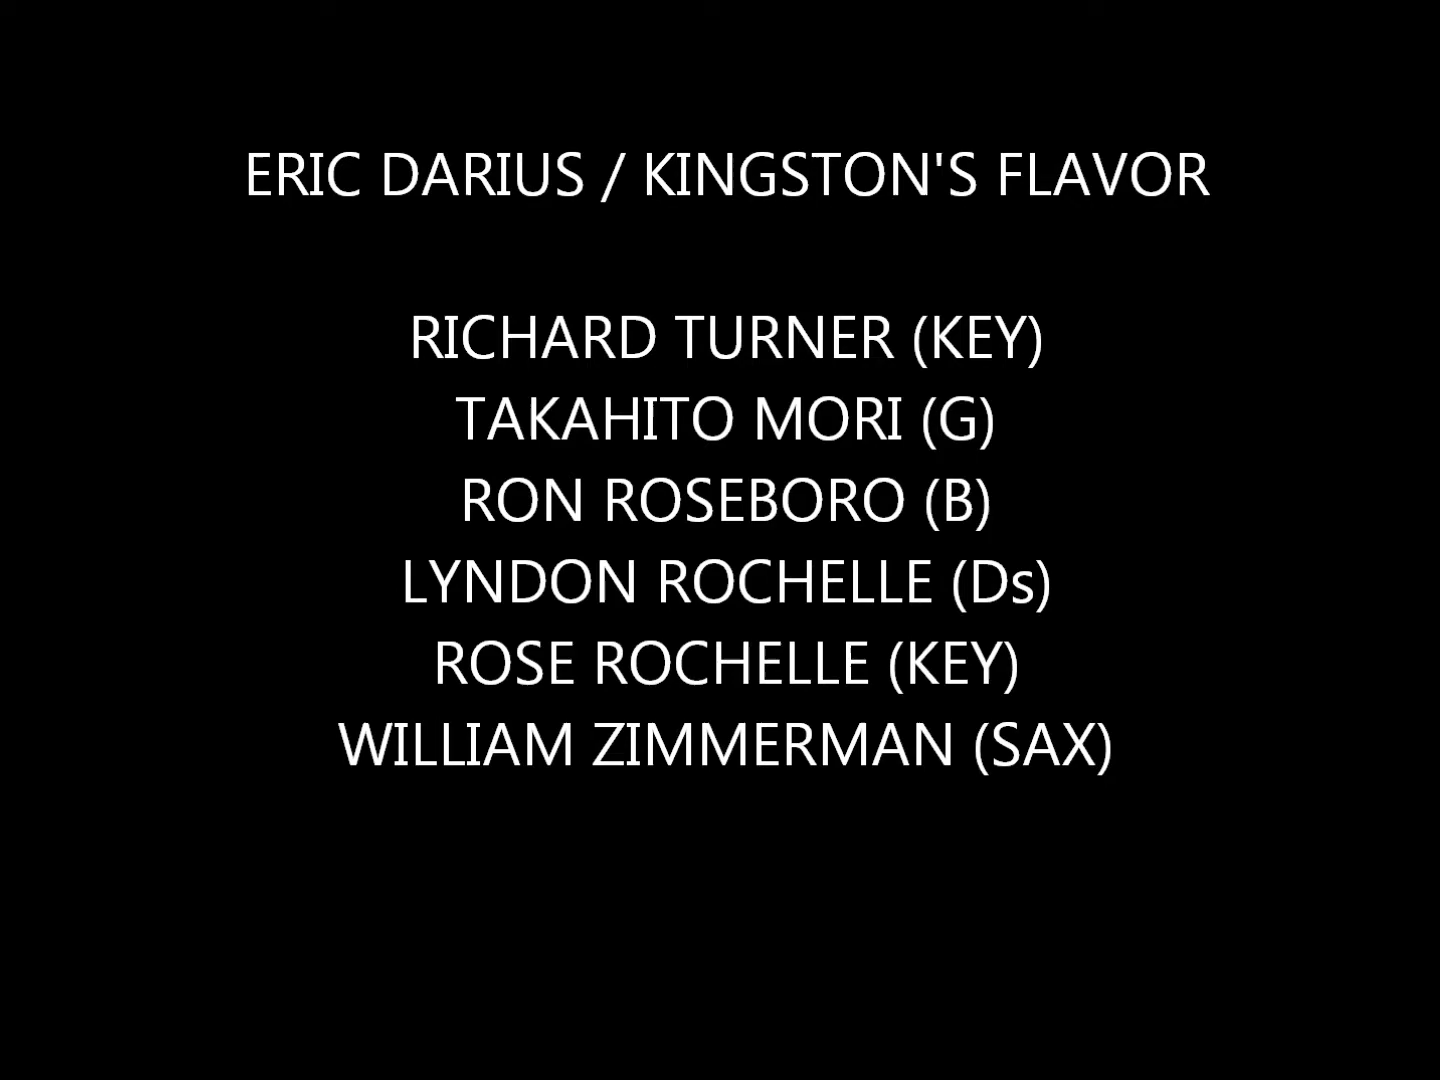 ERIC DARIUS / KINGSTON'S FLAVOR
RICHARD TURNER (KEY)
TAKAHITO MORI (G)
RON ROSEBORO (B)
LYNDON ROCHELLE (Ds)
ROSE ROCHELLE (KEY)
WILLIAM ZIMMERMAN (SAX)